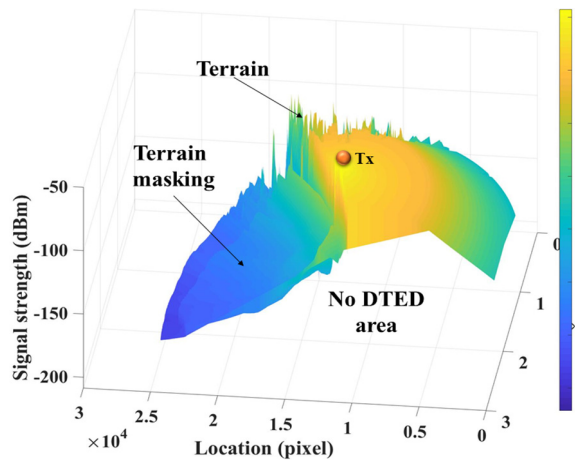 Terrain
Tx
Terrain
masking
-50
-100
-150
-200
Signal strength (dBm)
No DTED
area
0
1
2
3
3
2.5
2
1.5
1
0.5
0
×10⁴
Location (pixel)